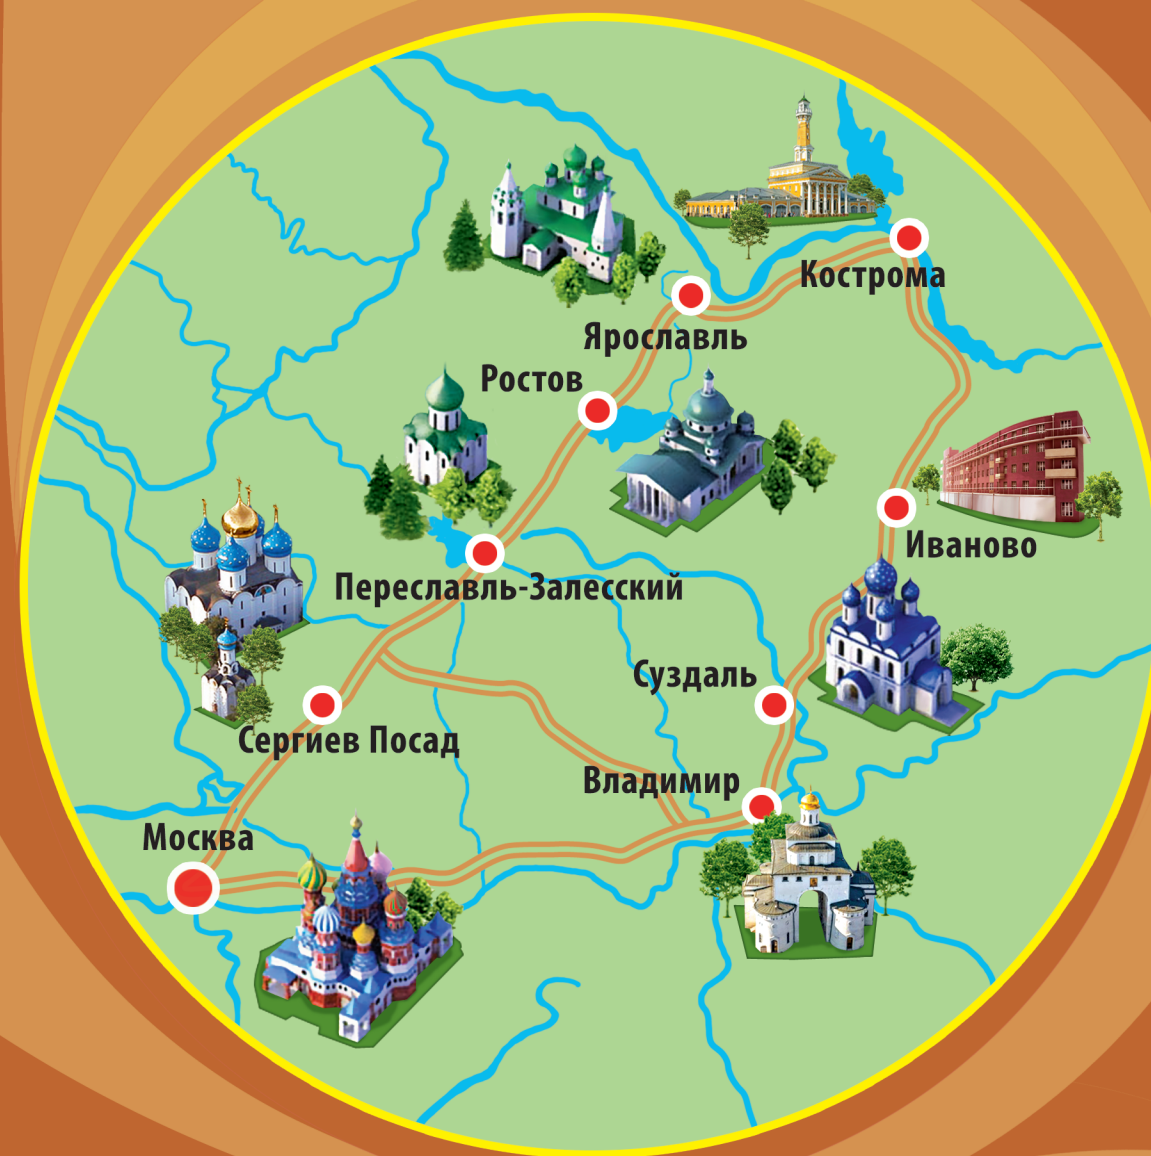 Кострома
Ярославль
Ростов
Иваново
Переславль-Залесский
Суздаль
Сергиев Посад
Владимир
Москва